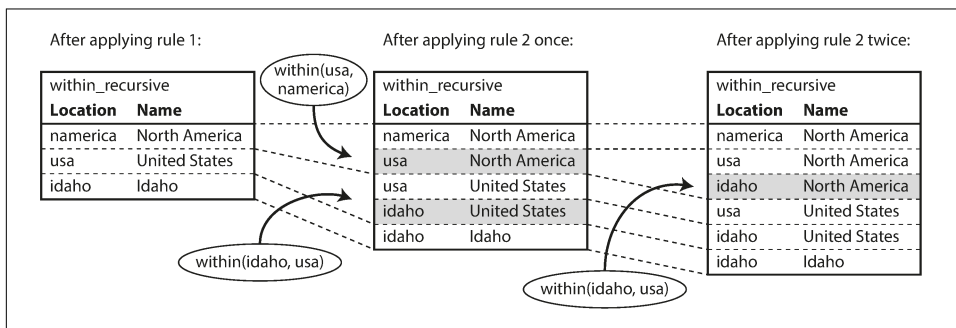 After applying rule 1:
within_recursive
Location Name
namerica North America
usa United States
idaho Idaho
within(usa,
namerica)
within(idaho, usa)
After applying rule 2 once:
within_recursive
Location Name
namerica North America
usa North America
usa United States
idaho United States
idaho Idaho
within(idaho, usa)
After applying rule 2 twice:
within_recursive
Location Name
namerica North America
usa North America
idaho North America
usa United States
idaho United States
idaho Idaho